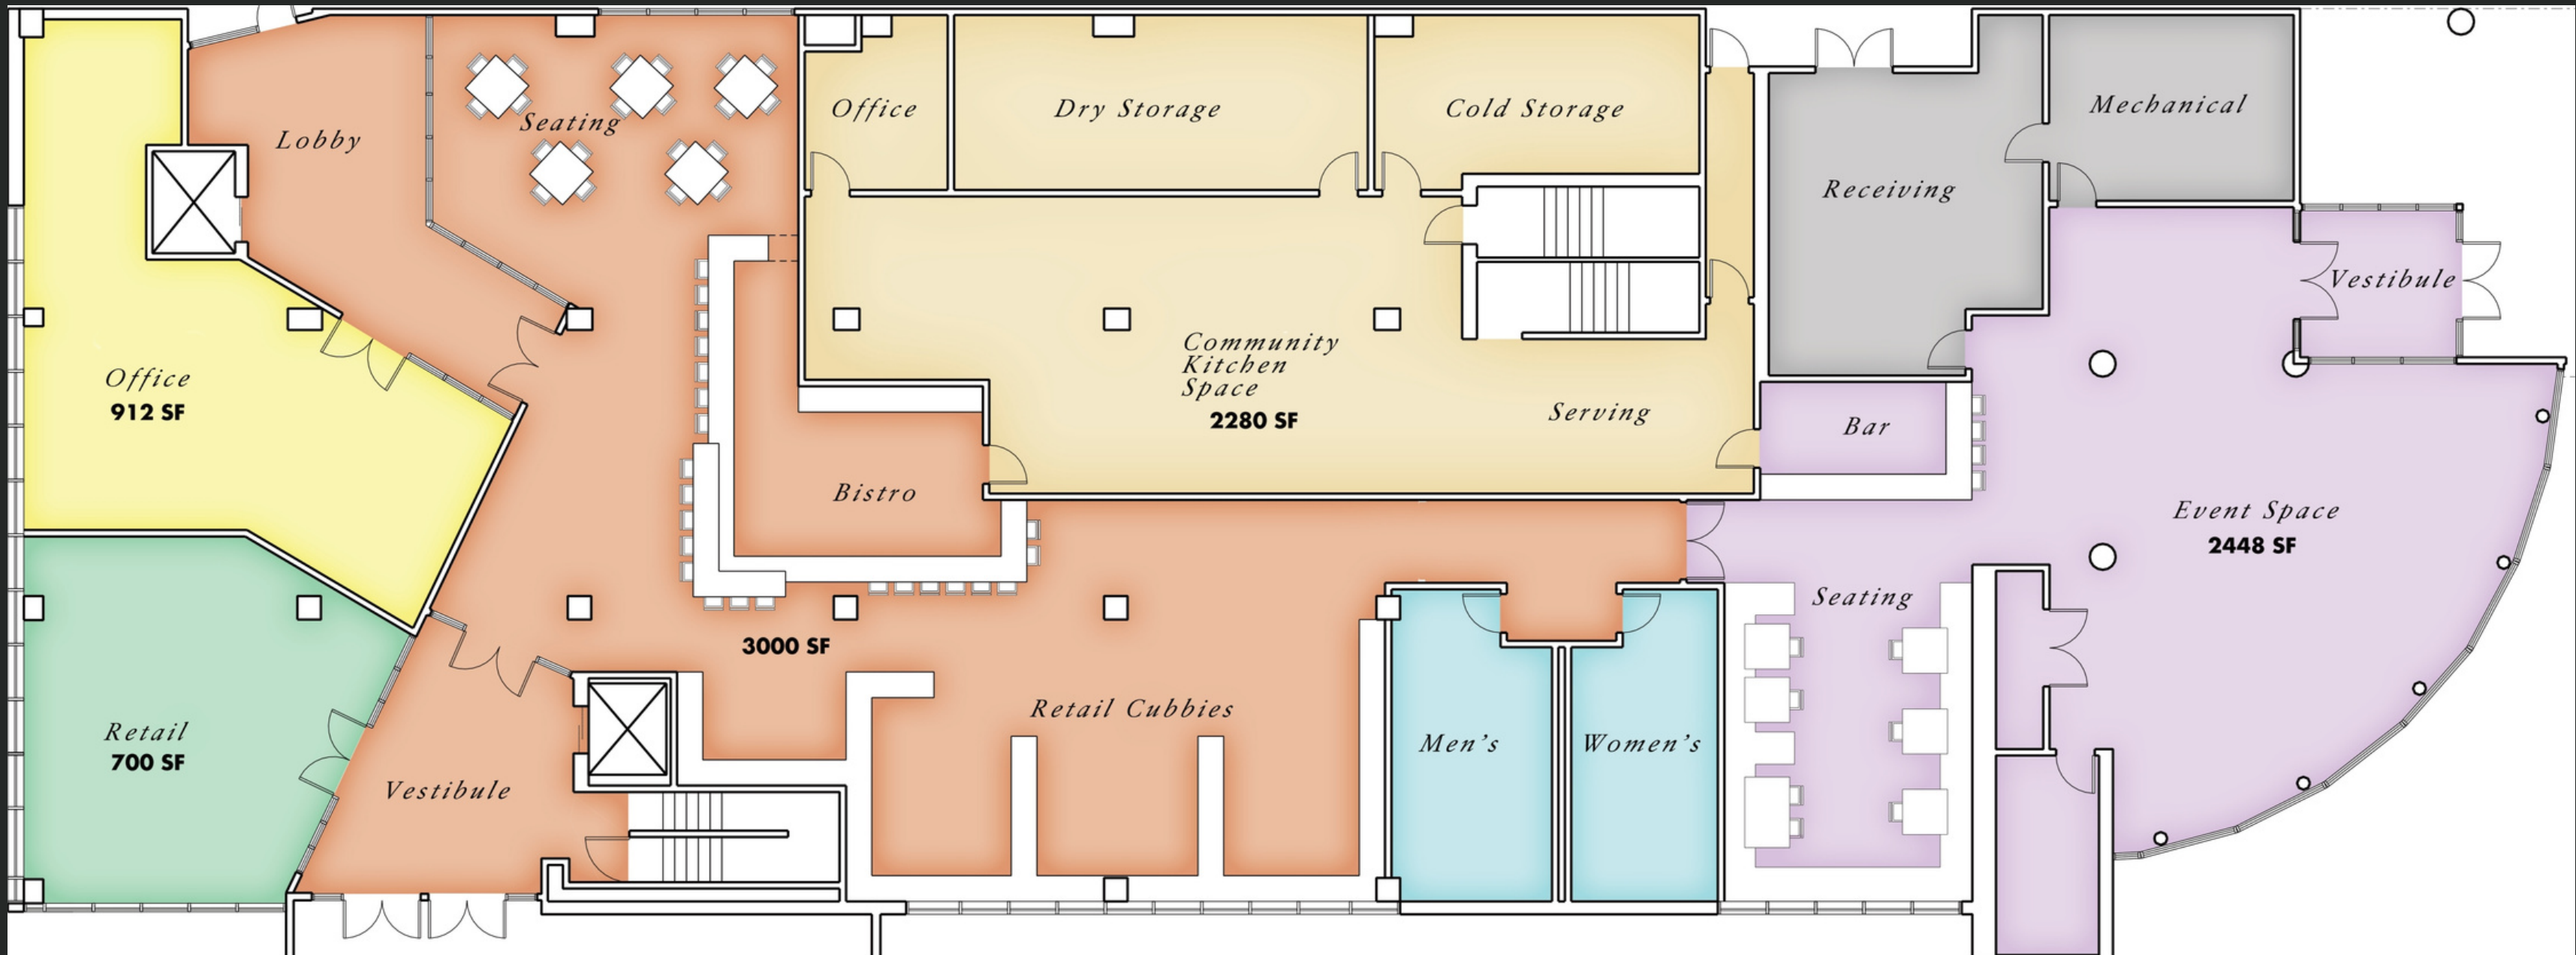 Office
Dry Storage
Cold Storage
Mechanical
Lobby
Seating
Receiving
Vestibule
Community
Kitchen
Space
2280 SF
Serving
Office
912 SF
Bar
Bistro
Event Space
2448 SF
Seating
3000 SF
Retail Cubbies
Retail
700 SF
Men's
Women's
Vestibule